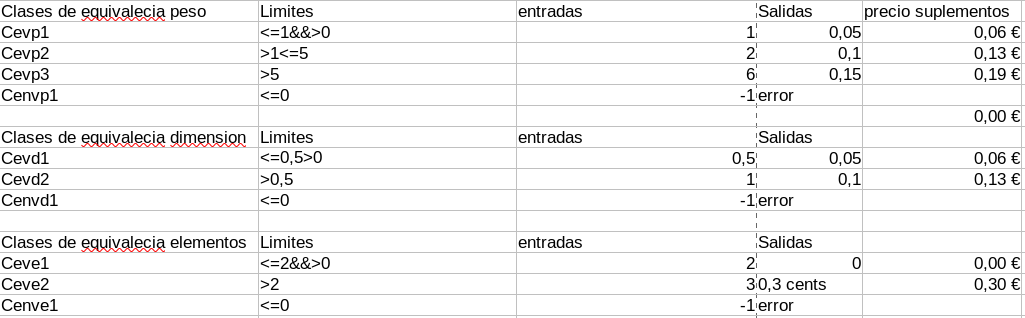 Clases de equivalecia peso Limites entradas Salidas precio suplementos
Cevp1 <=1&&>0 1 0,05 0,06 €
Cevp2 >1<=5 2 0,1 0,13 €
Cevp3 >5 6 0,15 0,19 €
Cenvp1 <=0 -1 error
0,00 €
Clases de equivalecia dimension Limites entradas Salidas
Cevd1 <=0,5>0 0,5 0,05 0,06 €
Cevd2 >0,5 1 0,1 0,13 €
Cenvd1 <=0 -1 error
Clases de equivalecia elementos Limites entradas Salidas
Ceve1 <=2&&>0 2 0 0,00 €
Ceve2 >2 3 0,3 cents 0,30 €
Cenve1 <=0 -1 error